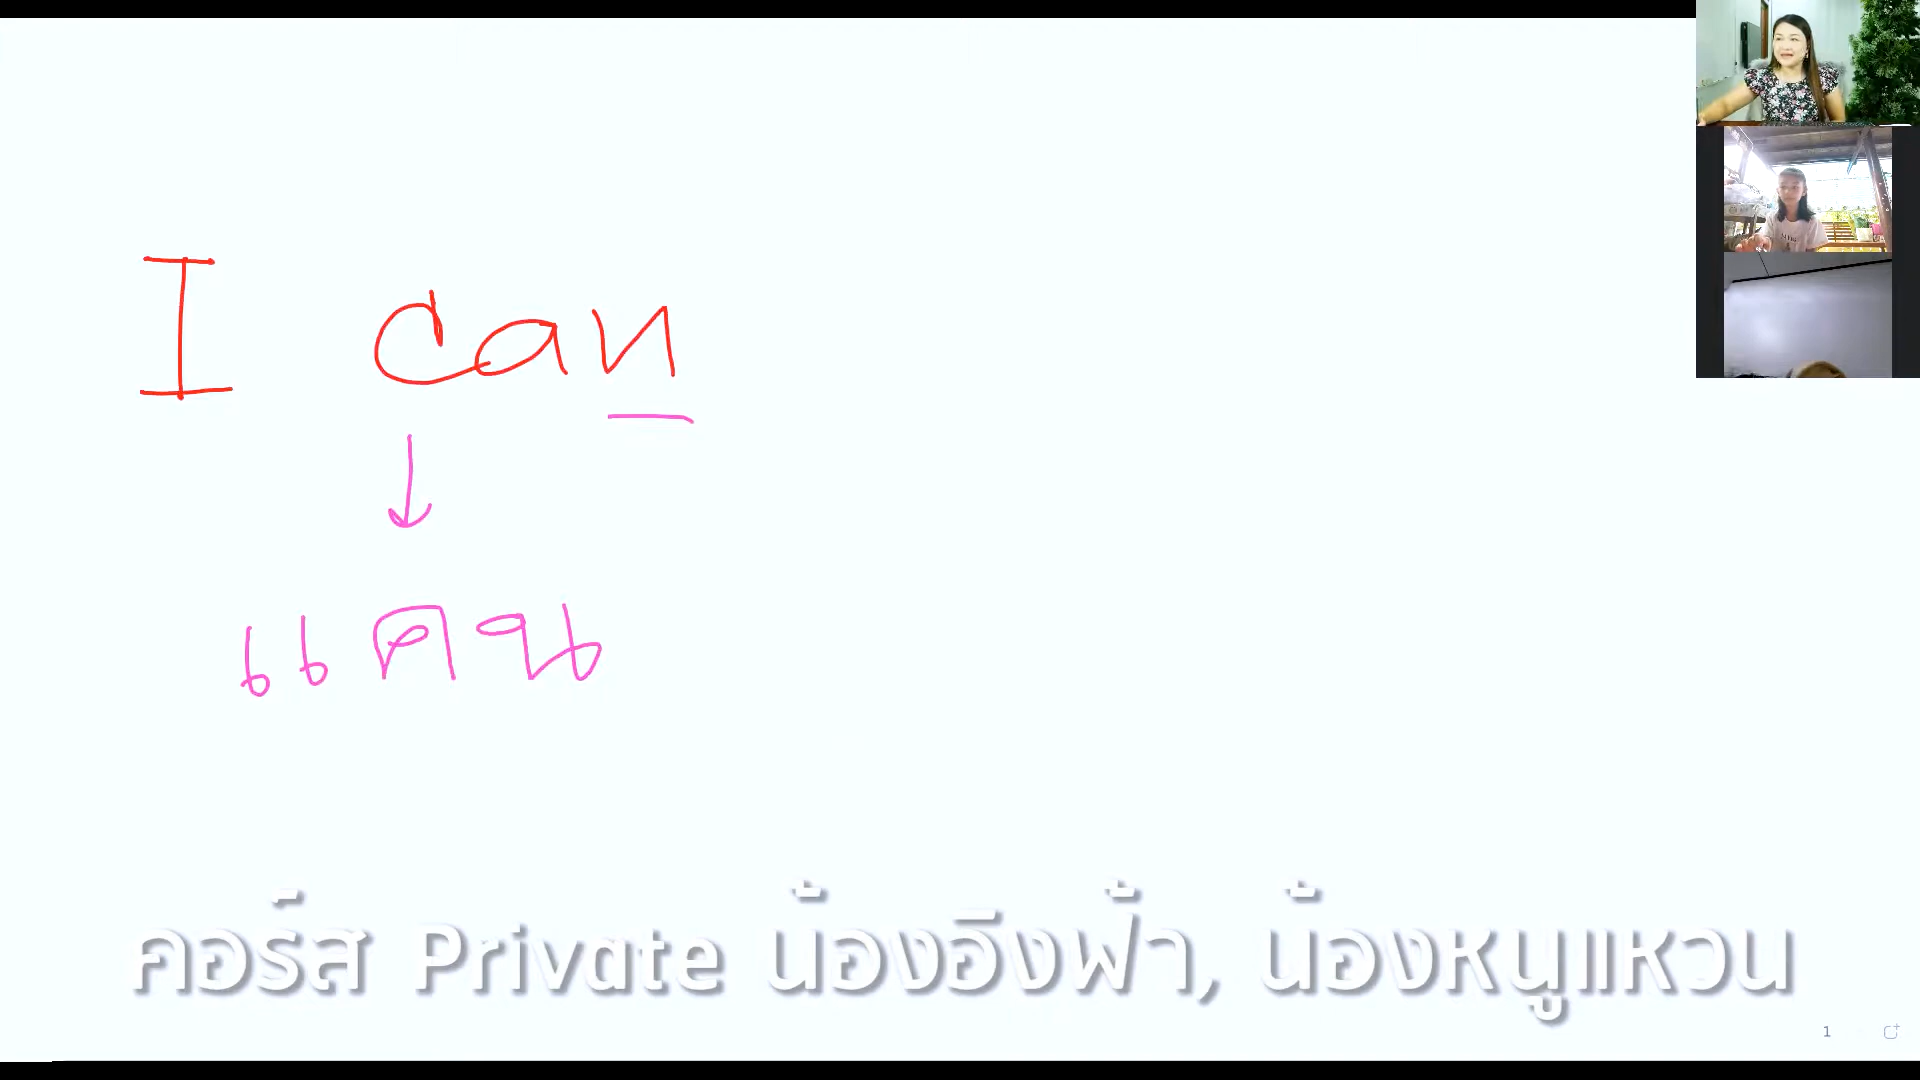 I can
แคน
คอร์ส Private น้องอิงฟ้า, น้องหนูแหวน
1